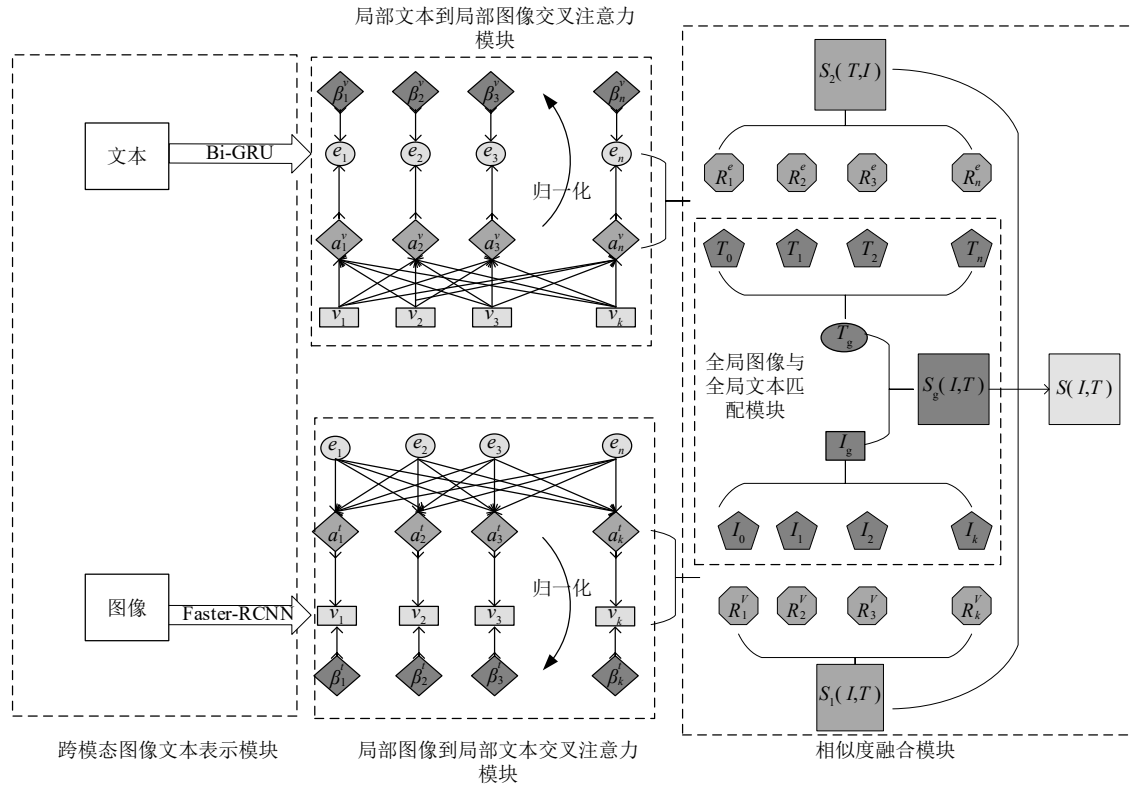 局部文本到局部图像交叉注意力
模块
β₁ᵛ β₂ᵛ β₃ᵛ βₙᵛ
S₂(T,I)
文本
Bi-GRU
e₁ e₂ e₃ eₙ
归一化
R₁ᵉ R₂ᵉ R₃ᵉ Rₙᵉ
a₁ᵛ a₂ᵛ a₃ᵛ aₙᵛ
T₀ T₁ T₂ Tₙ
v₁ v₂ v₃ vₖ
T_g
全局图像与
全局文本匹
配模块
S_g(I,T)
S(I,T)
I_g
e₁ e₂ e₃ eₙ
a₁ᵗ a₂ᵗ a₃ᵗ aₖᵗ
I₀ I₁ I₂ Iₖ
归一化
图像
Faster-RCNN
v₁ v₂ v₃ vₖ
R₁ⱽ R₂ⱽ R₃ⱽ Rₖⱽ
β₁ᵗ β₂ᵗ β₃ᵗ βₖᵗ
S₁(I,T)
跨模态图像文本表示模块
局部图像到局部文本交叉注意力
模块
相似度融合模块